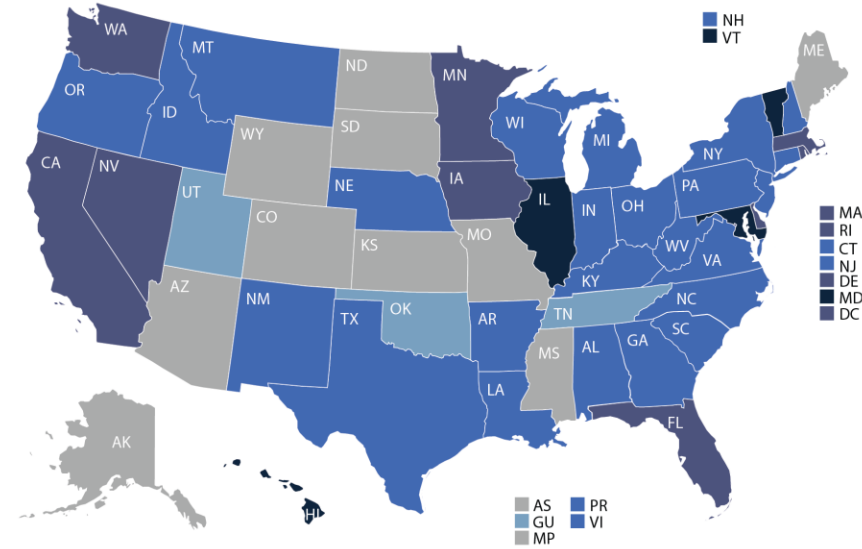 NH
VT
ME
WA
MT
ND
MN
OR
ID
WY
SD
WI
MI
NY
CA
NV
UT
NE
IA
IL
IN
OH
PA
CO
KS
MO
WV
VA
KY
MA
RI
CT
NJ
DE
MD
DC
AZ
NM
TX
OK
AR
TN
NC
SC
MS
AL
GA
LA
FL
AK
HI
AS
PR
GU
VI
MP